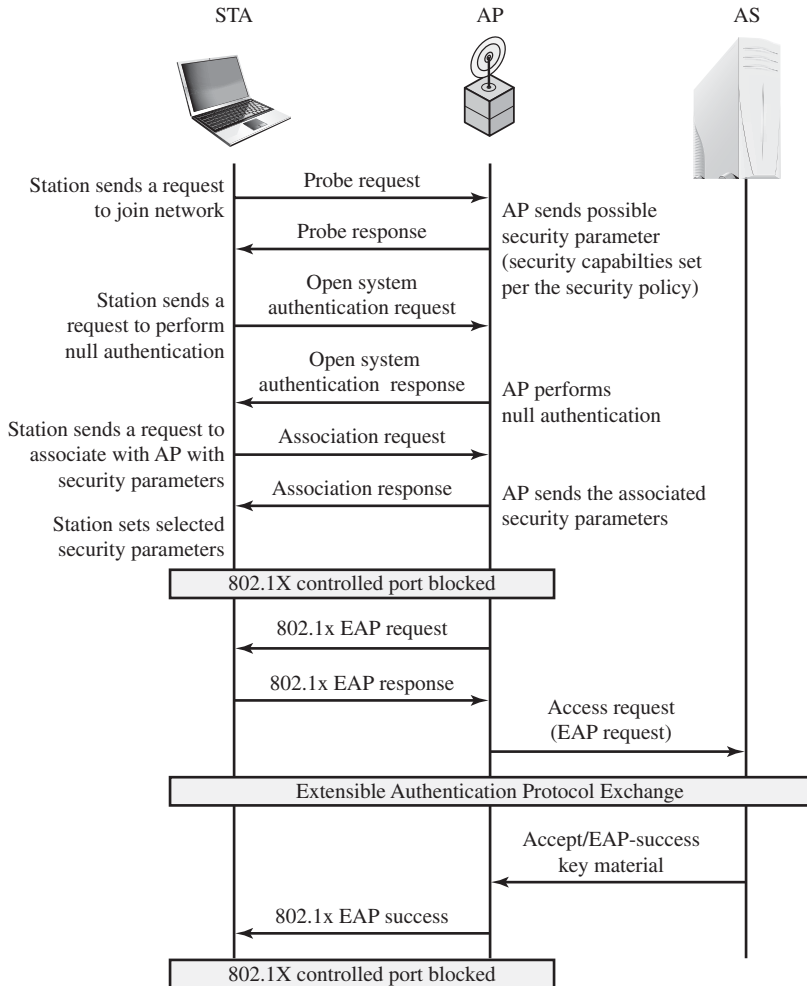 STA
AP
AS
Station sends a request
to join network
Probe request
AP sends possible
security parameter
(security capabilties set
per the security policy)
Probe response
Station sends a
request to perform
null authentication
Open system
authentication request
Open system
authentication response
AP performs
null authentication
Station sends a request to
associate with AP with
security parameters
Association request
Association response
AP sends the associated
security parameters
Station sets selected
security parameters
802.1X controlled port blocked
802.1x EAP request
802.1x EAP response
Access request
(EAP request)
Extensible Authentication Protocol Exchange
Accept/EAP-success
key material
802.1x EAP success
802.1X controlled port blocked